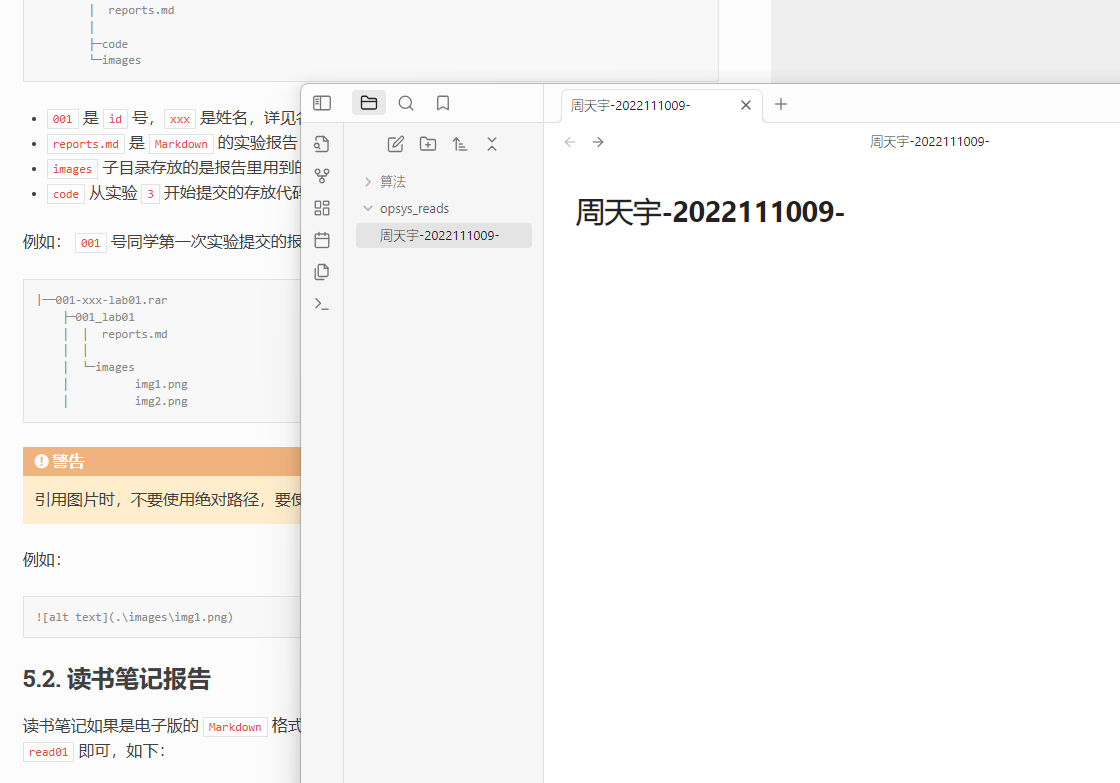 │  reports.md
│
├─code
└─images
001 是 id 号，xxx 是姓名，详见
reports.md 是 Markdown 的实验报告
images 子目录存放的是报告里用到的
code 从实验 3 开始提交的存放代码
例如： 001 号同学第一次实验提交的报
|──001-xxx-lab01.rar
├─001_lab01
│  │  reports.md
│  │
│  └─images
│          img1.png
│          img2.png
警告
引用图片时，不要使用绝对路径，要使
例如：
![alt text](.\images\img1.png)
5.2. 读书笔记报告
读书笔记如果是电子版的 Markdown 格式
read01 即可，如下：
周天宇-2022111009-
周天宇-2022111009-
算法
opsys_reads
周天宇-2022111009-
周天宇-2022111009-